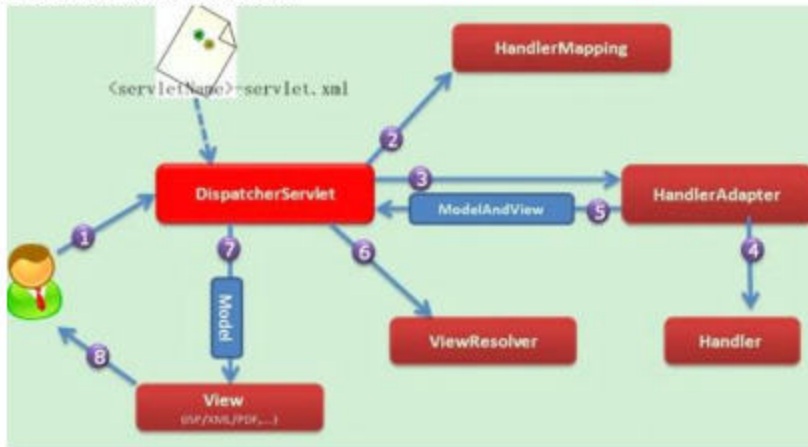 <servletName>-servlet.xml
HandlerMapping
2
DispatcherServlet
3
HandlerAdapter
ModelAndView
5
1
7
6
4
Model
ViewResolver
Handler
8
View
(JSP/XML/PDF,...)